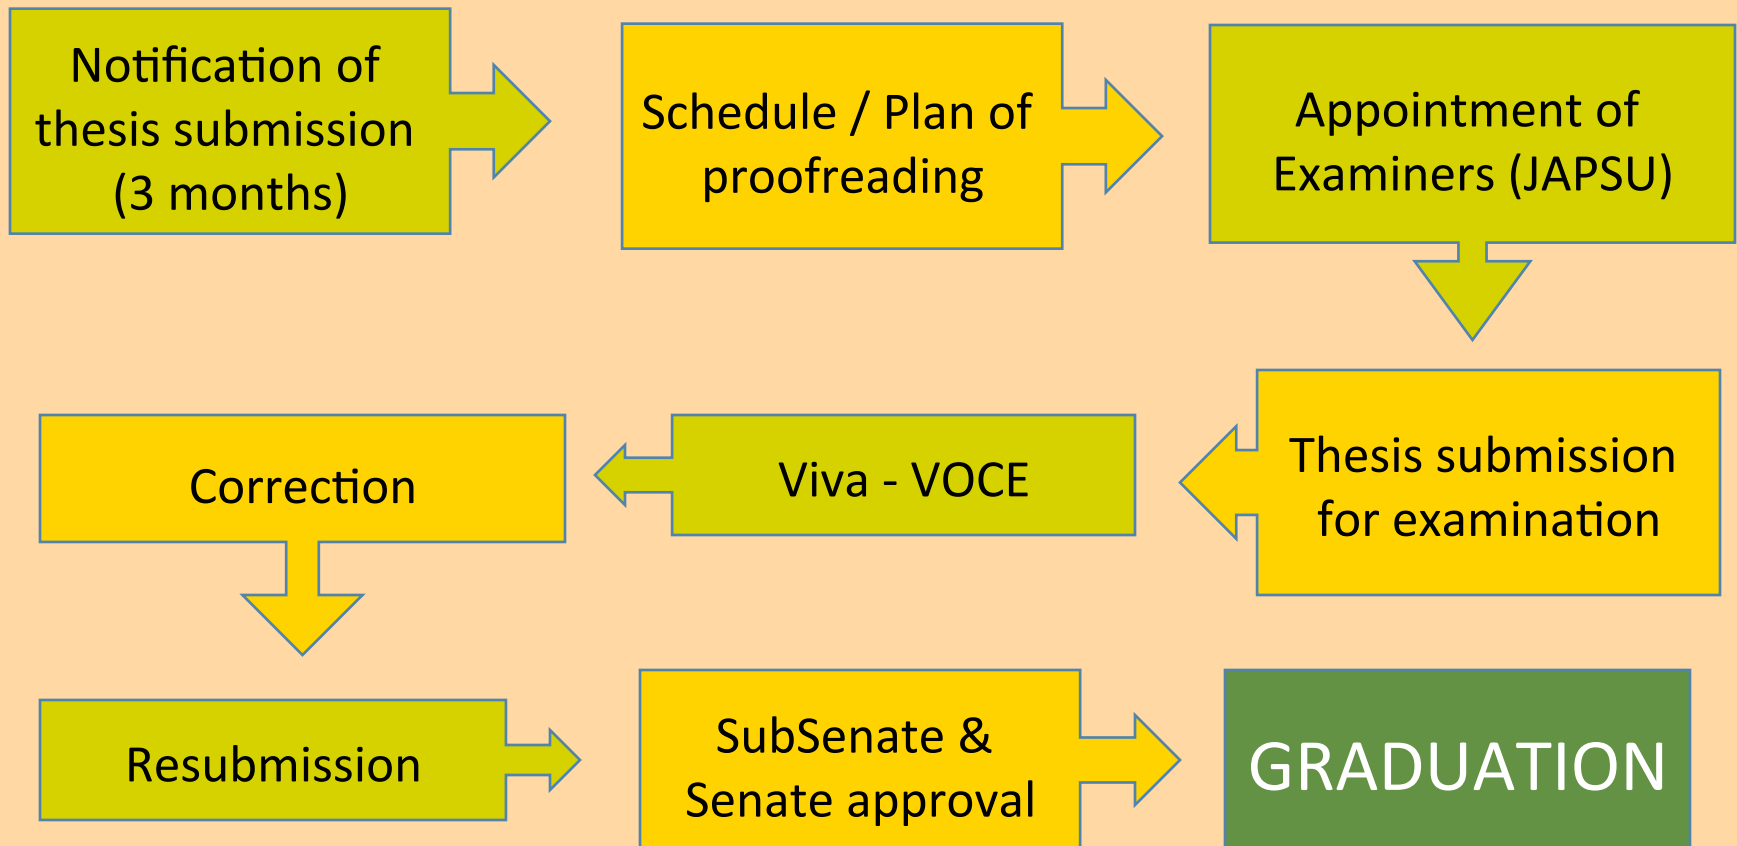 Notification of
thesis submission
(3 months)
Schedule / Plan of
proofreading
Appointment of
Examiners (JAPSU)
Thesis submission
for examination
Viva - VOCE
Correction
Resubmission
SubSenate &
Senate approval
GRADUATION